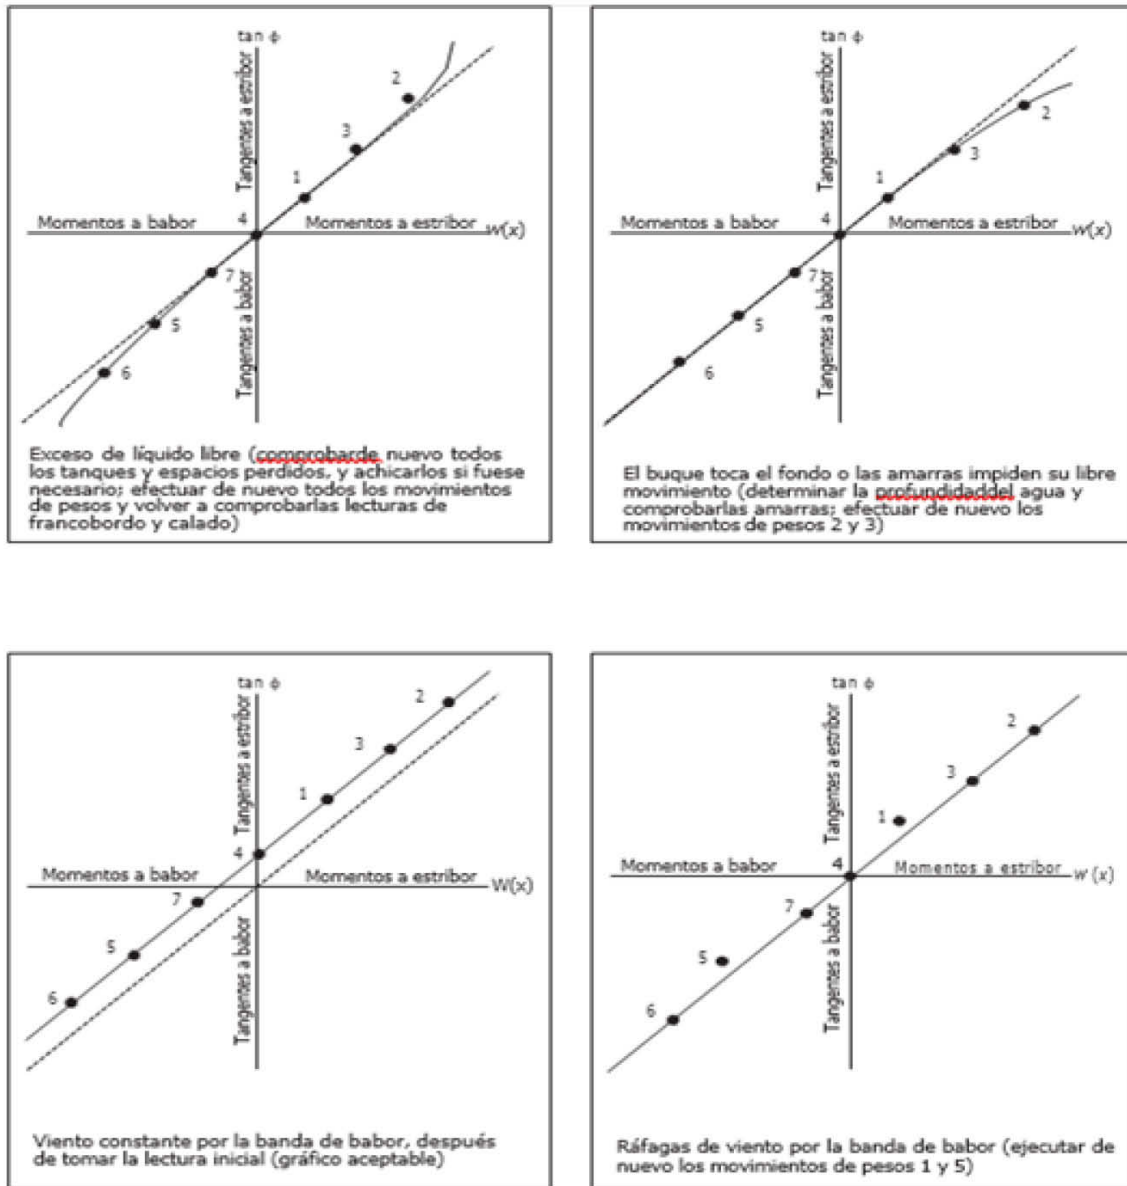 tan ϕ
Tangentes a estribor
2
3
1
4
Momentos a babor
Momentos a estribor
w(x)
7
Tangentes a babor
5
6
Exceso de líquido libre (comprobarde nuevo todos
los tanques y espacios perdidos, y achicarlos si fuese
necesario; efectuar de nuevo todos los movimientos
de pesos y volver a comprobarlas lecturas de
francobordo y calado)
tan ϕ
Tangentes a estribor
2
3
1
4
Momentos a babor
Momentos a estribor
w(x)
7
Tangentes a babor
5
6
El buque toca el fondo o las amarras impiden su libre
movimiento (determinar la profundidaddel agua y
comprobarlas amarras; efectuar de nuevo los
movimientos de pesos 2 y 3)
tan ϕ
Tangentes a estribor
2
3
1
4
Momentos a babor
Momentos a estribor
W(x)
7
Tangentes a babor
5
6
Viento constante por la banda de babor, después
de tomar la lectura inicial (gráfico aceptable)
tan ϕ
Tangentes a estribor
2
3
1
4
Momentos a babor
Momentos a estribor
w (x)
7
Tangentes a babor
5
6
Ráfagas de viento por la banda de babor (ejecutar de
nuevo los movimientos de pesos 1 y 5)